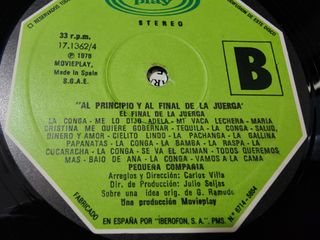 play
STEREO
33 r.p.m.
17.1362/4
℗ 1978
MOVIEPLAY,
Made in Spain
S.G.A.E.
B
"AL PRINCIPIO Y AL FINAL DE LA JUERGA"
EL FINAL DE LA JUERGA
LA CONGA - ME LO DIJO ADELA - MI VACA LECHERA - MARIA
CRISTINA ME QUIERE GOBERNAR - TEQUILA - LA CONGA - SALUD,
DINERO Y AMOR - CIELITO LINDO - LA PACHANGA - LA GALLINA
PAPANATAS - LA CONGA - LA BAMBA - LA RASPA - LA
CUCARACHA - LA CONGA - SE VA EL CAIMAN - TODOS QUEREMOS
MAS - BAIO DE ANA - LA CONGA - VAMOS A LA CAMA
PEQUEÑA COMPAÑIA
Arreglos y Dirección: Carlos Villa
Dir. de Producción: Julio Seijas
Sobre una idea orig. de G. Ramudo
Una producción Movieplay
FABRICADO EN ESPAÑA POR "IBEROFON, S.A." PMS.